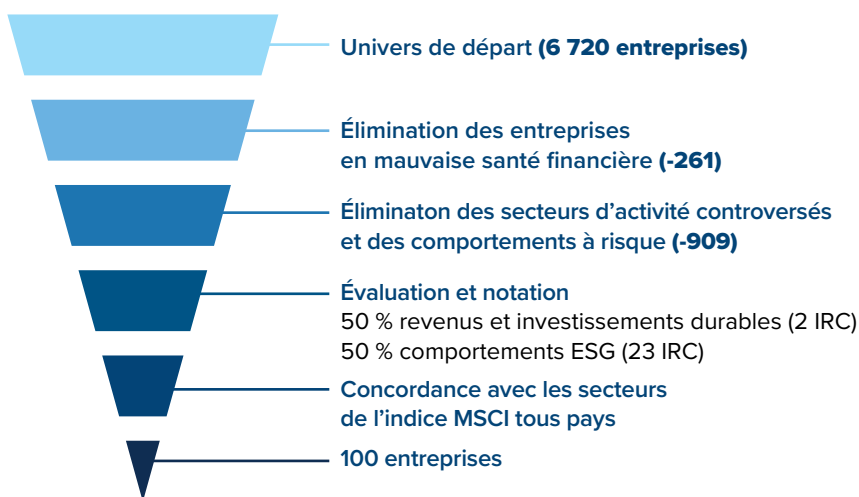 Univers de départ (6 720 entreprises)
Élimination des entreprises
en mauvaise santé financière (-261)
Éliminaton des secteurs d’activité controversés
et des comportements à risque (-909)
Évaluation et notation
50 % revenus et investissements durables (2 IRC)
50 % comportements ESG (23 IRC)
Concordance avec les secteurs
de l’indice MSCI tous pays
100 entreprises